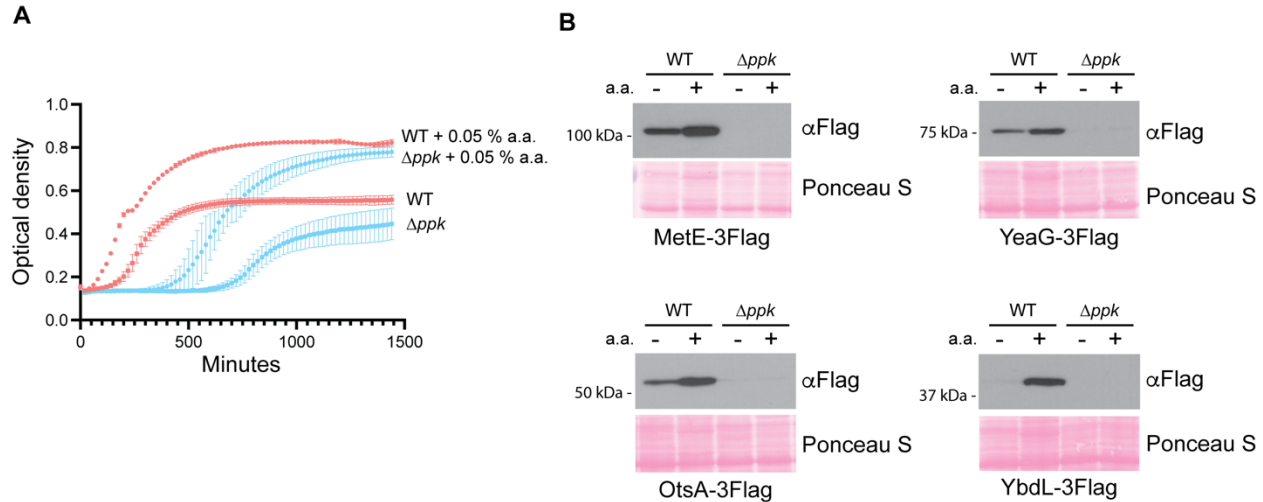 A
Optical density
1.0
0.8
0.6
0.4
0.2
0.0
0
500
1000
1500
Minutes
WT + 0.05 % a.a.
Δppk + 0.05 % a.a.
WT
Δppk
B
WT Δppk
a.a. - + - +
100 kDa - αFlag
Ponceau S
MetE-3Flag
WT Δppk
a.a. - + - +
75 kDa - αFlag
Ponceau S
YeaG-3Flag
WT Δppk
a.a. - + - +
50 kDa - αFlag
Ponceau S
OtsA-3Flag
WT Δppk
a.a. - + - +
37 kDa - αFlag
Ponceau S
YbdL-3Flag